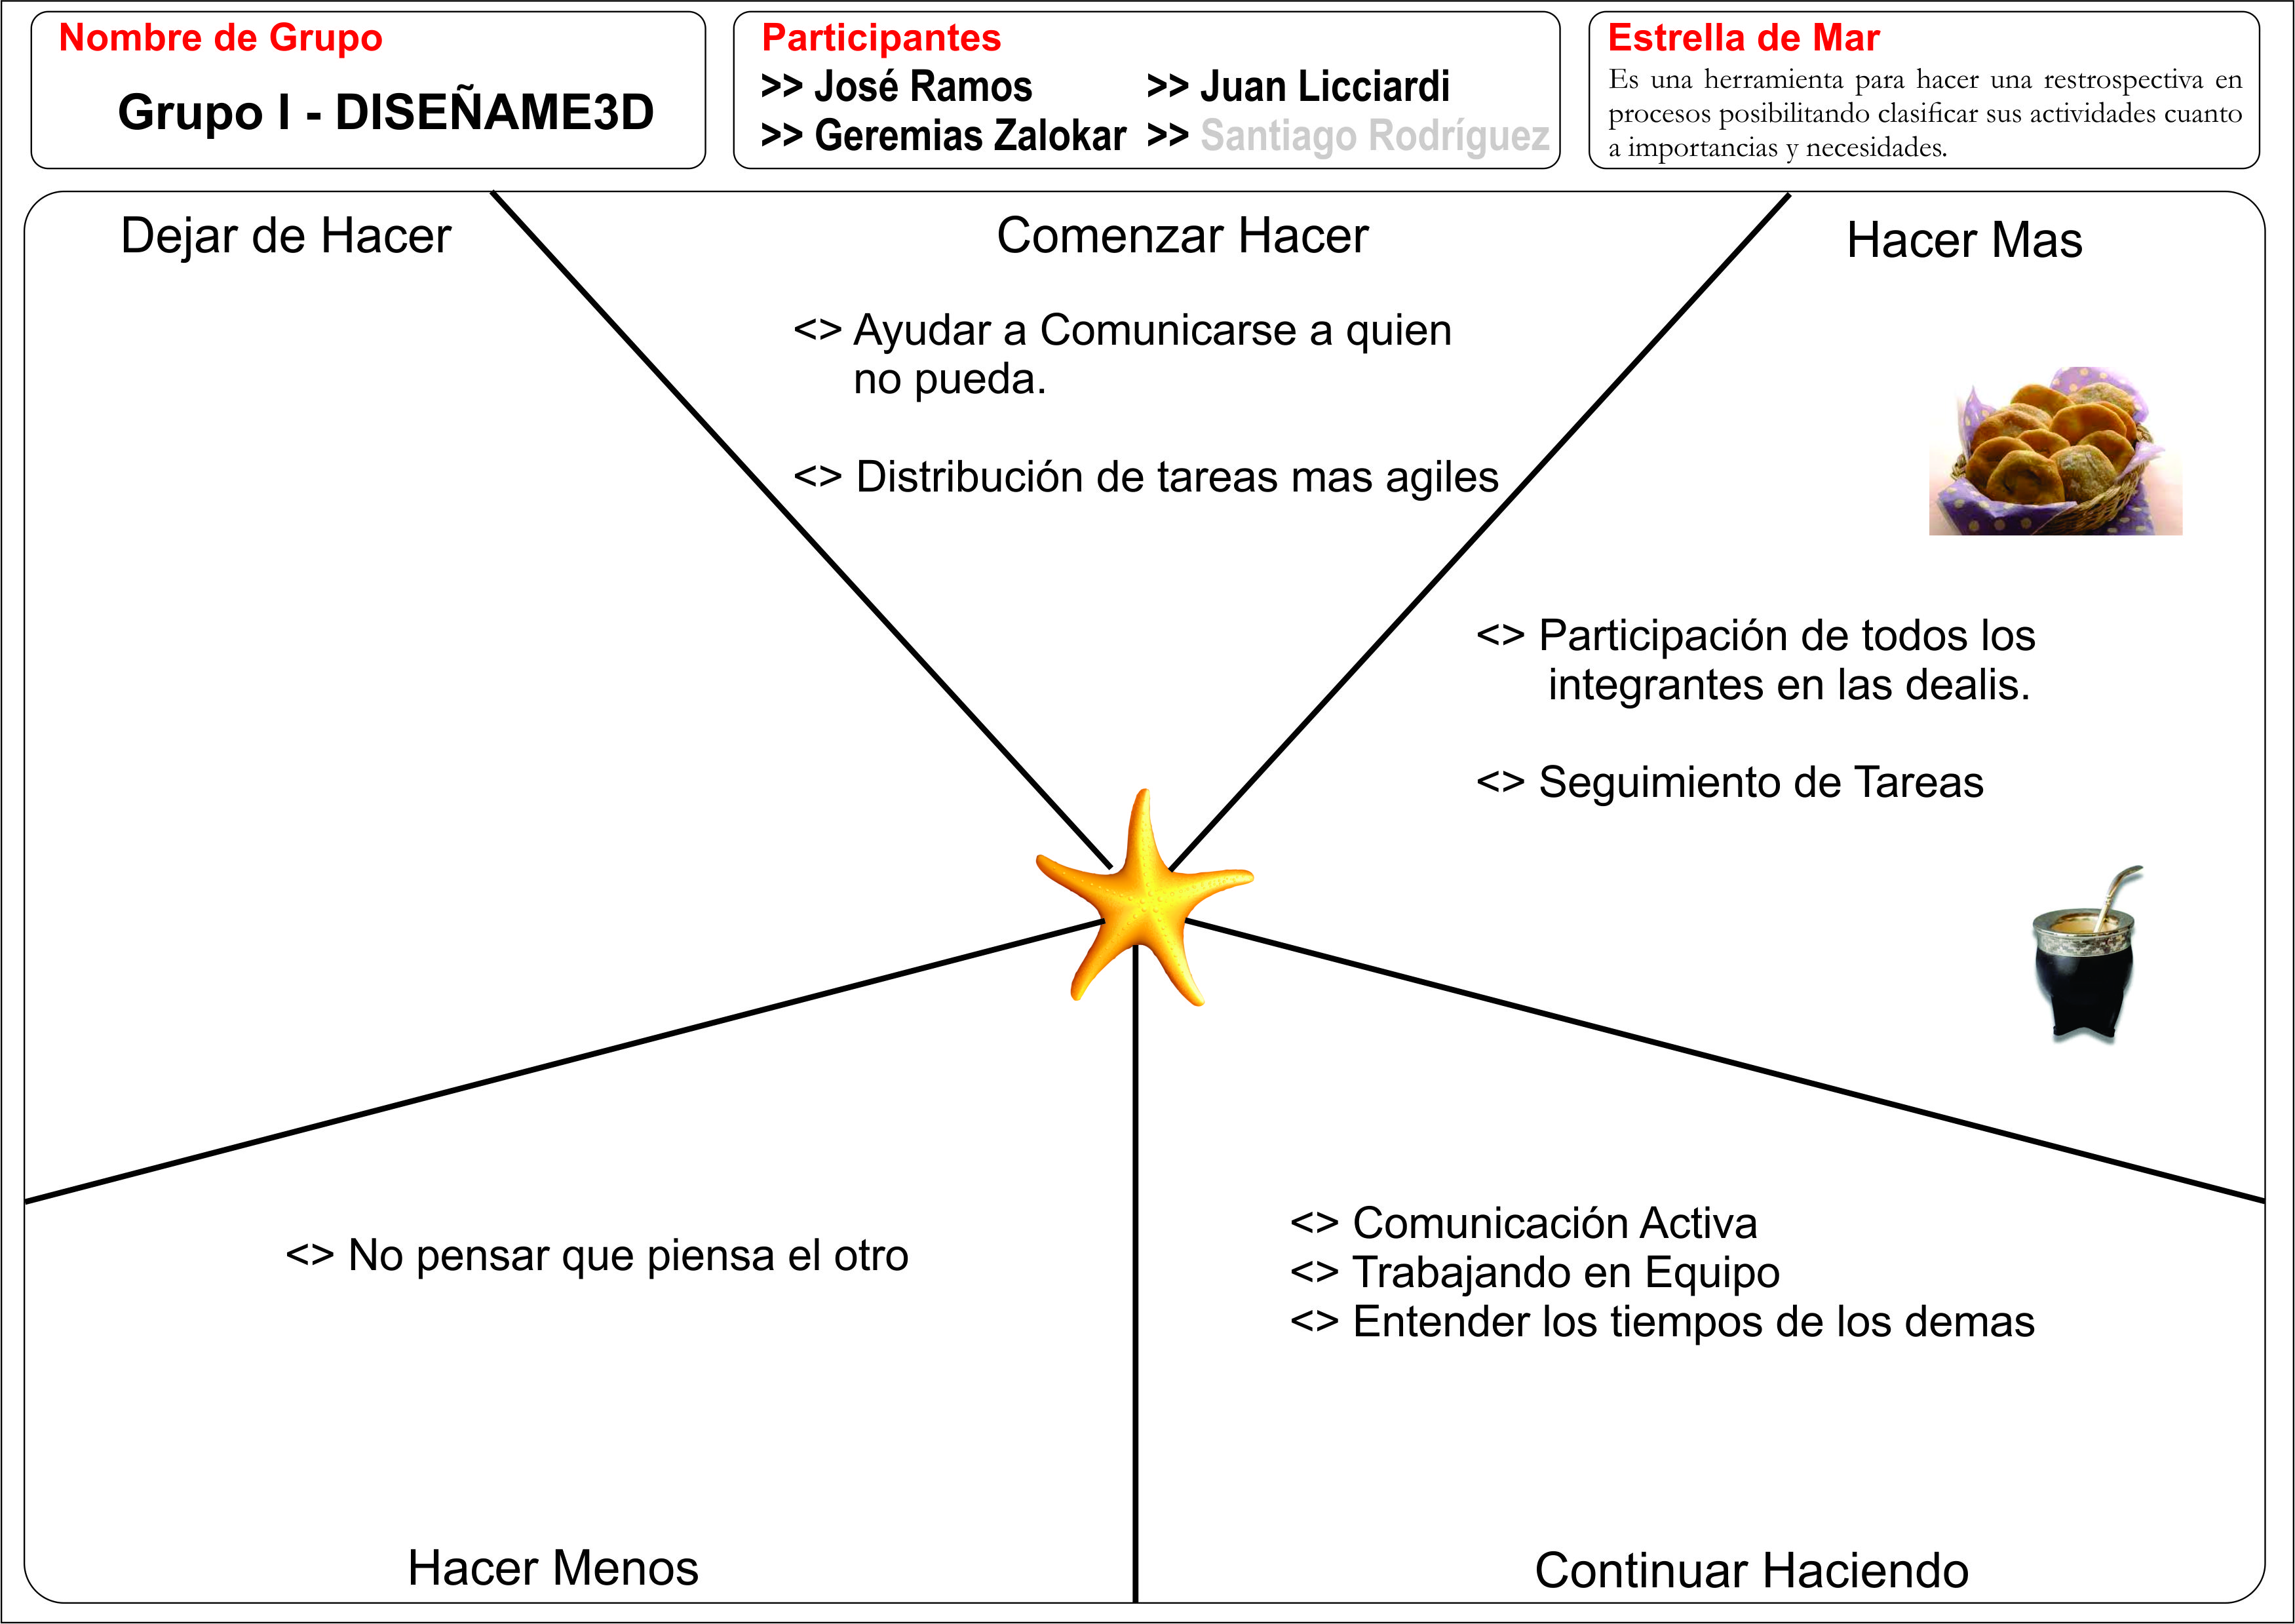 Nombre de Grupo
Grupo I - DISEÑAME3D
Participantes
>> José Ramos
>> Juan Licciardi
>> Geremias Zalokar
>> Santiago Rodríguez
Estrella de Mar
Es una herramienta para hacer una restrospectiva en
procesos posibilitando clasificar sus actividades cuanto
a importancias y necesidades.
Dejar de Hacer
Comenzar Hacer
<> Ayudar a Comunicarse a quien
no pueda.
<> Distribución de tareas mas agiles
Hacer Mas
<> Participación de todos los
integrantes en las dealis.
<> Seguimiento de Tareas
<> No pensar que piensa el otro
Hacer Menos
<> Comunicación Activa
<> Trabajando en Equipo
<> Entender los tiempos de los demas
Continuar Haciendo